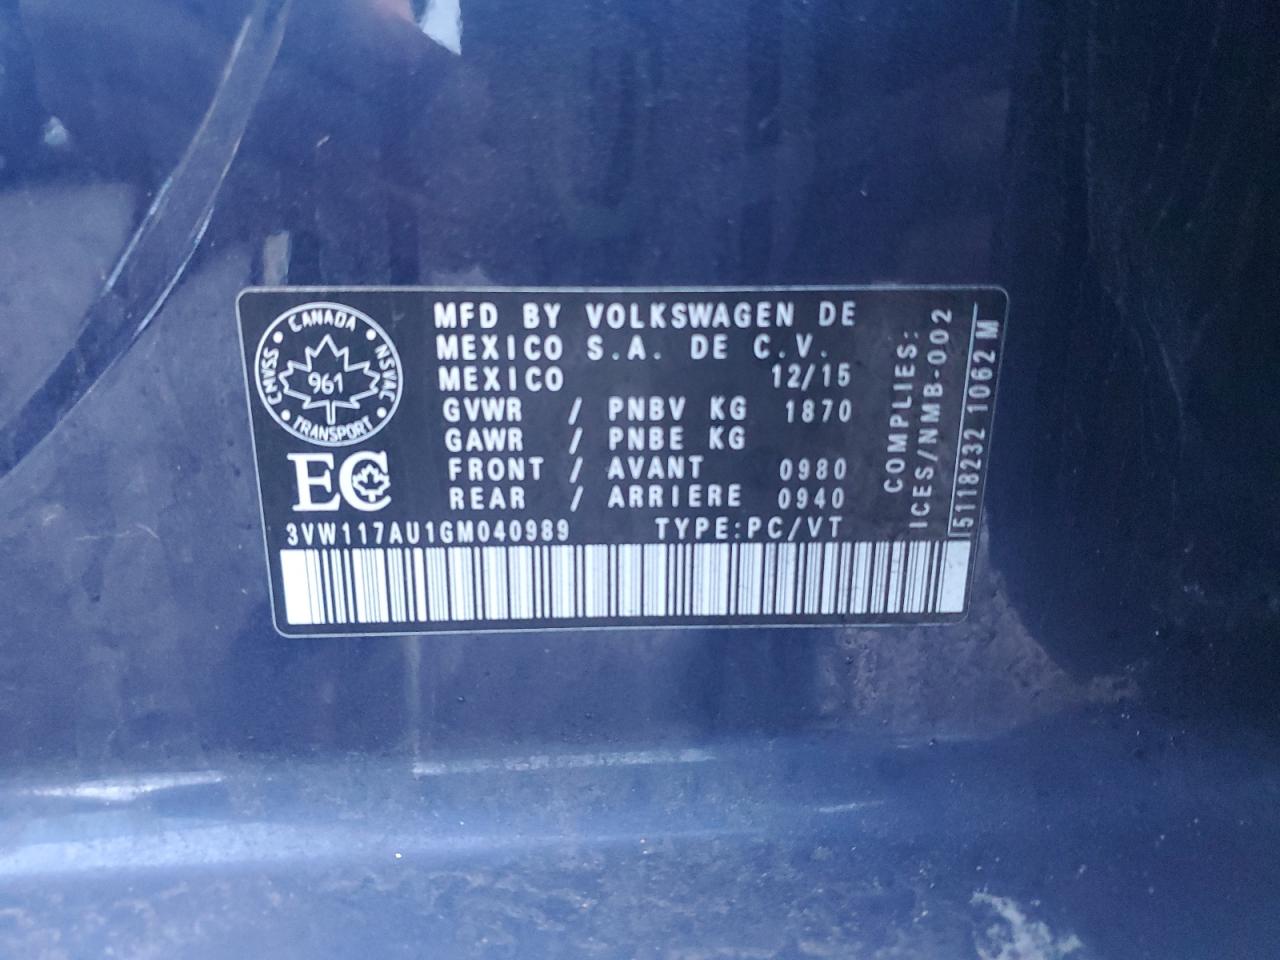 CANADA
CMVSS NSVAC
961
TRANSPORT
EC
MFD BY VOLKSWAGEN DE
MEXICO S.A. DE C.V.
MEXICO 12/15
GVWR / PNBV KG 1870
GAWR / PNBE KG
FRONT / AVANT 0980
REAR / ARRIERE 0940
3VW117AU1GM040989 TYPE:PC/VT
COMPLIES:
ICES/NMB-002
5118232 1062 M